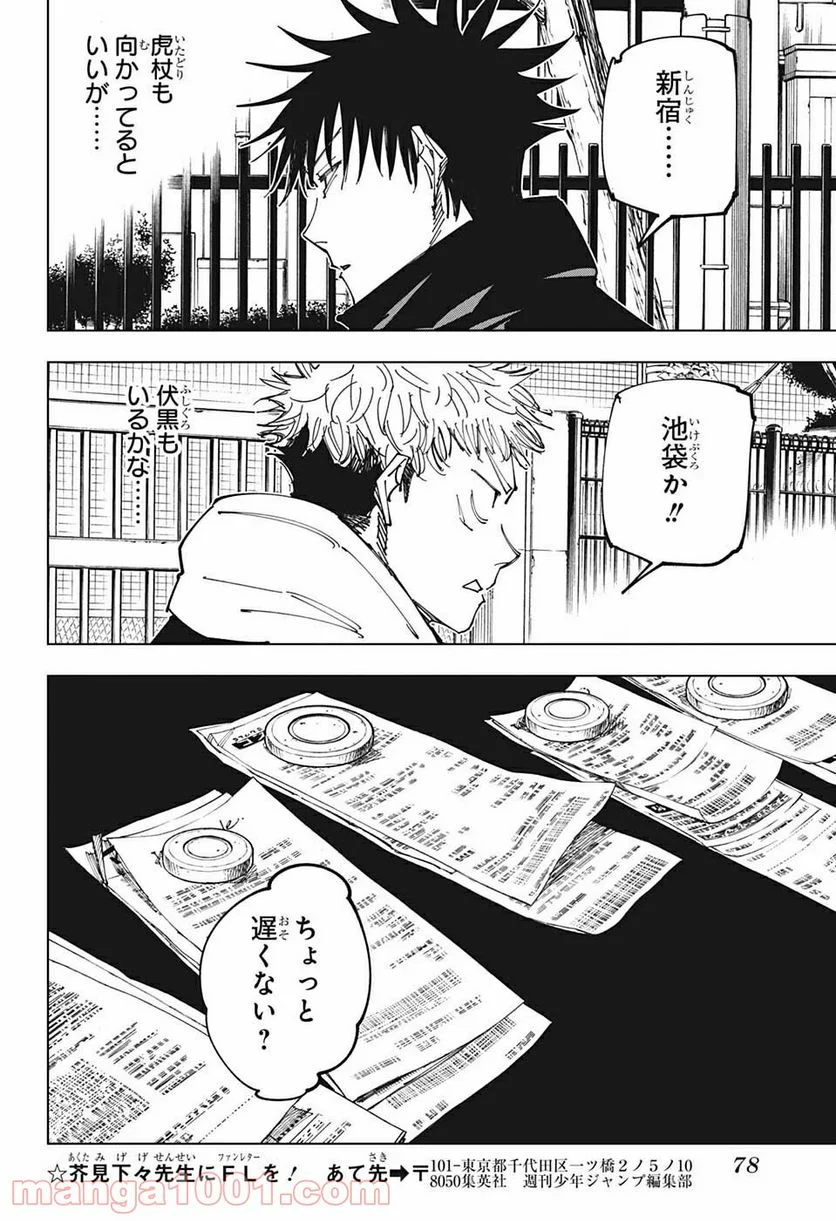 新宿……
虎杖も
向かってると
いいが……
池袋か!!
伏黒も
いるかな……
ちょっと
遅くない?
☆芥見下々先生にFLを! あて先➡〒101-東京都千代田区一ツ橋2ノ5ノ10
8050集英社 週刊少年ジャンプ編集部
78
manga1000.com